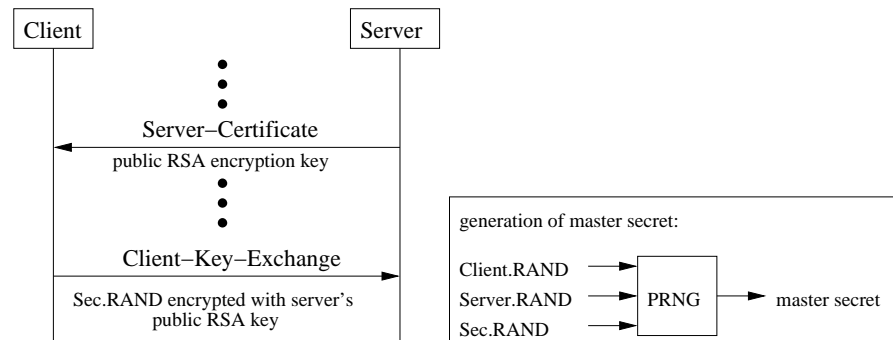 Client
Server
Server–Certificate
public RSA encryption key
Client–Key–Exchange
Sec.RAND encrypted with server's
public RSA key
generation of master secret:
Client.RAND
Server.RAND
Sec.RAND
PRNG
master secret